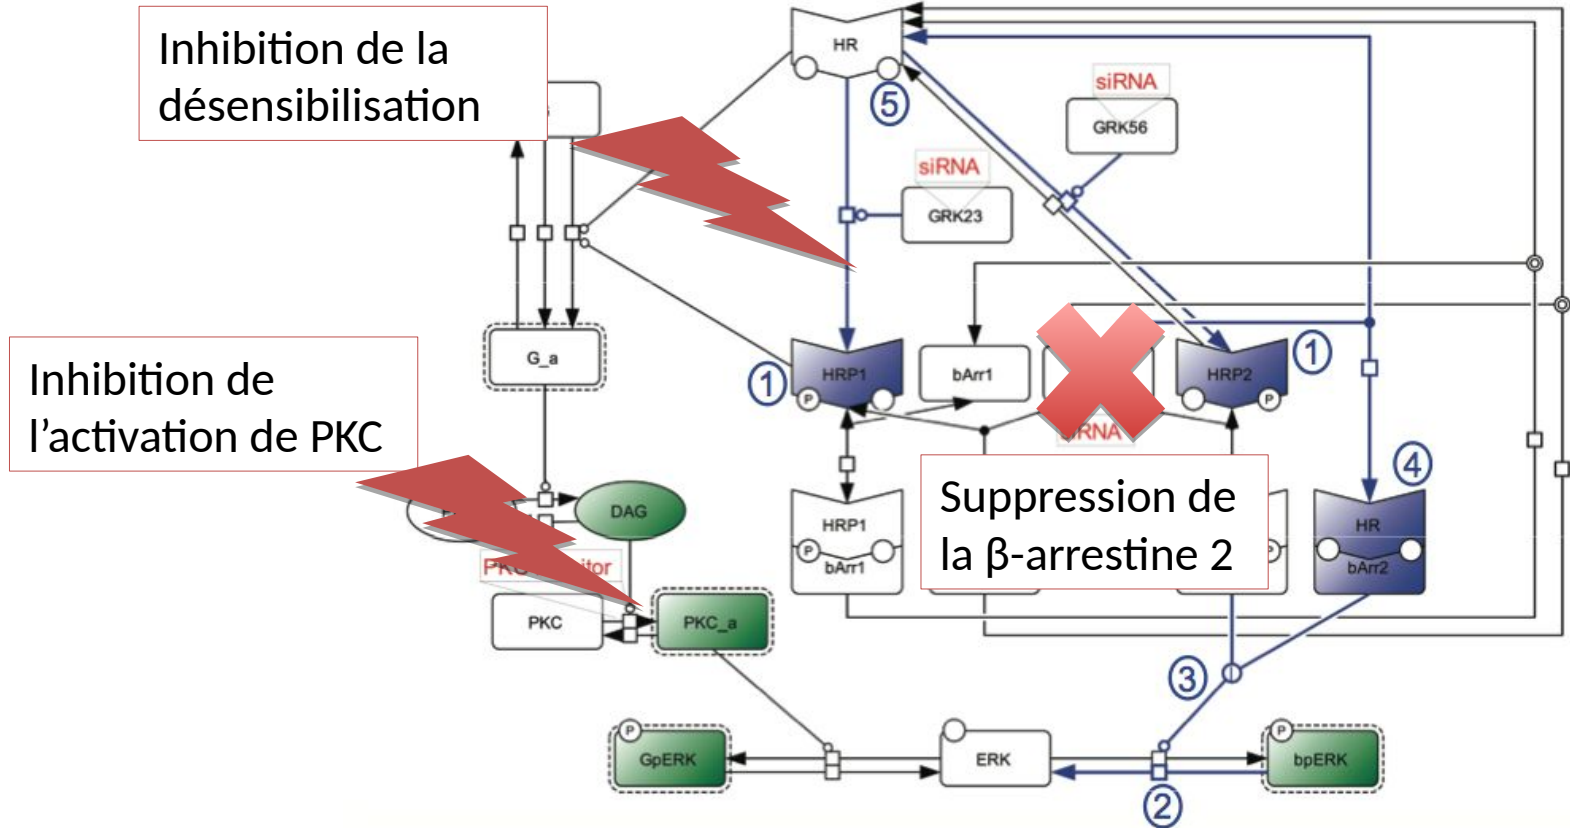 Inhibition de la
désensibilisation
HR
5
siRNA
GRK56
siRNA
GRK23
G_a
1
HRP1
P
bArr1
HRP2
P
1
Inhibition de
l’activation de PKC
4
DAG
HRP1
P
bArr1
Suppression de
la β-arrestine 2
P
HR
bArr2
PKC
PKC_a
3
P
GpERK
ERK
P
bpERK
2